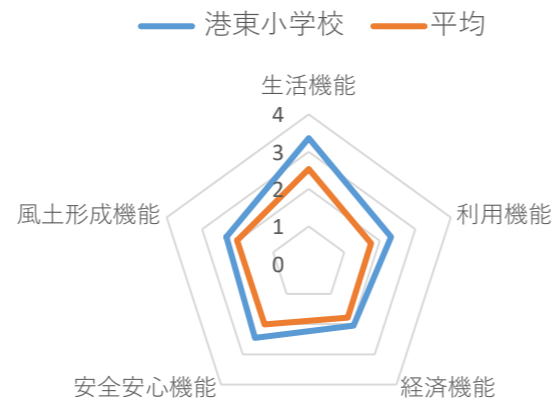 港東小学校 平均
生活機能
4
3
2
1
0
利用機能
経済機能
安全安心機能
風土形成機能